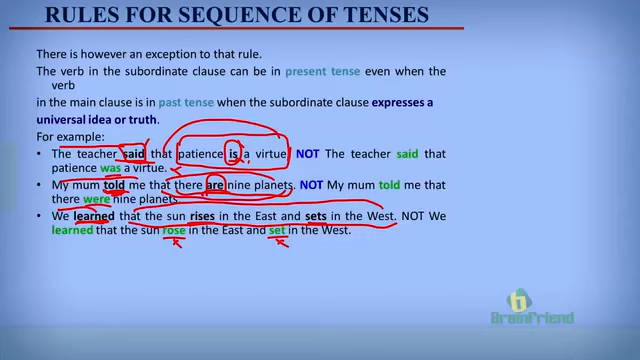 RULES FOR SEQUENCE OF TENSES
There is however an exception to that rule.
The verb in the subordinate clause can be in present tense even when the
verb
in the main clause is in past tense when the subordinate clause expresses a
universal idea or truth.
For example:
• The teacher said that patience is a virtue NOT The teacher said that
patience was a virtue.
• My mum told me that there are nine planets. NOT My mum told me that
there were nine planets.
• We learned that the sun rises in the East and sets in the West. NOT We
learned that the sun rose in the East and set in the West.
Brainfriend